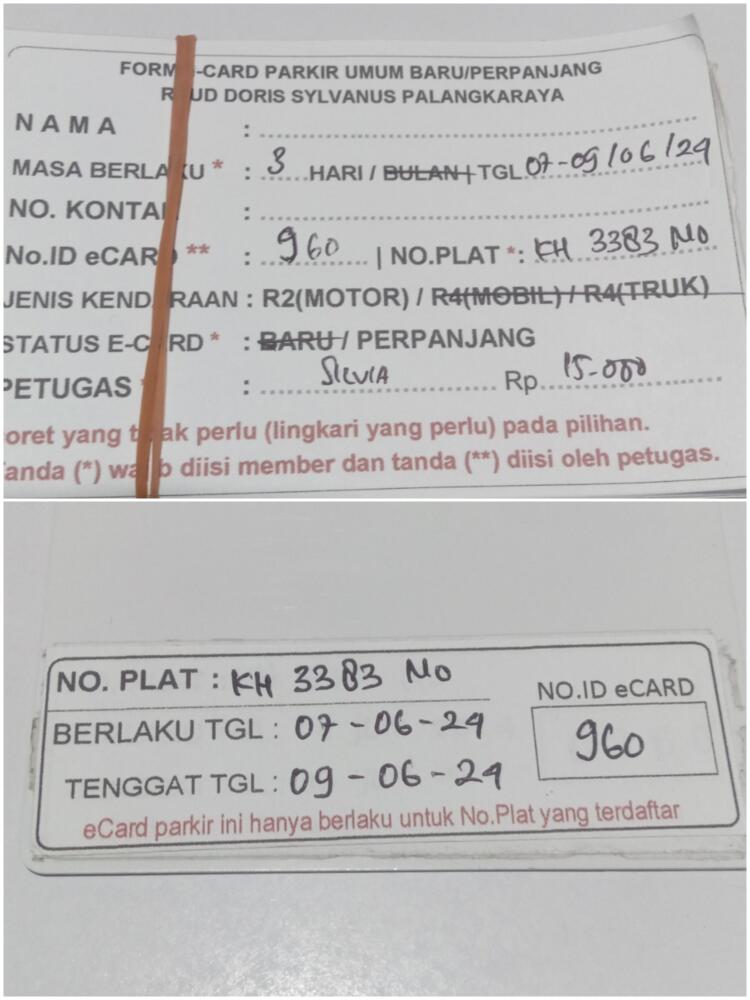 FORM -CARD PARKIR UMUM BARU/PERPANJANG
R UD DORIS SYLVANUS PALANGKARAYA
NAMA :
MASA BERLA U * : 3 HARI / BULAN | TGL 07-09/06/24
NO. KONTA :
No.ID eCAR ** : 960 | NO.PLAT *: KH 3383 MO
JENIS KEND RAAN : R2(MOTOR) / R4(MOBIL) / R4(TRUK)
STATUS E-C RD * : BARU / PERPANJANG
PETUGAS : SILVIA Rp. 15.000
oret yang t ak perlu (lingkari yang perlu) pada pilihan.
anda (*) wa b diisi member dan tanda (**) diisi oleh petugas.
NO. PLAT : KH 3383 MO
NO.ID eCARD
BERLAKU TGL : 07-06-24
960
TENGGAT TGL : 09-06-24
eCard parkir ini hanya berlaku untuk No.Plat yang terdaftar